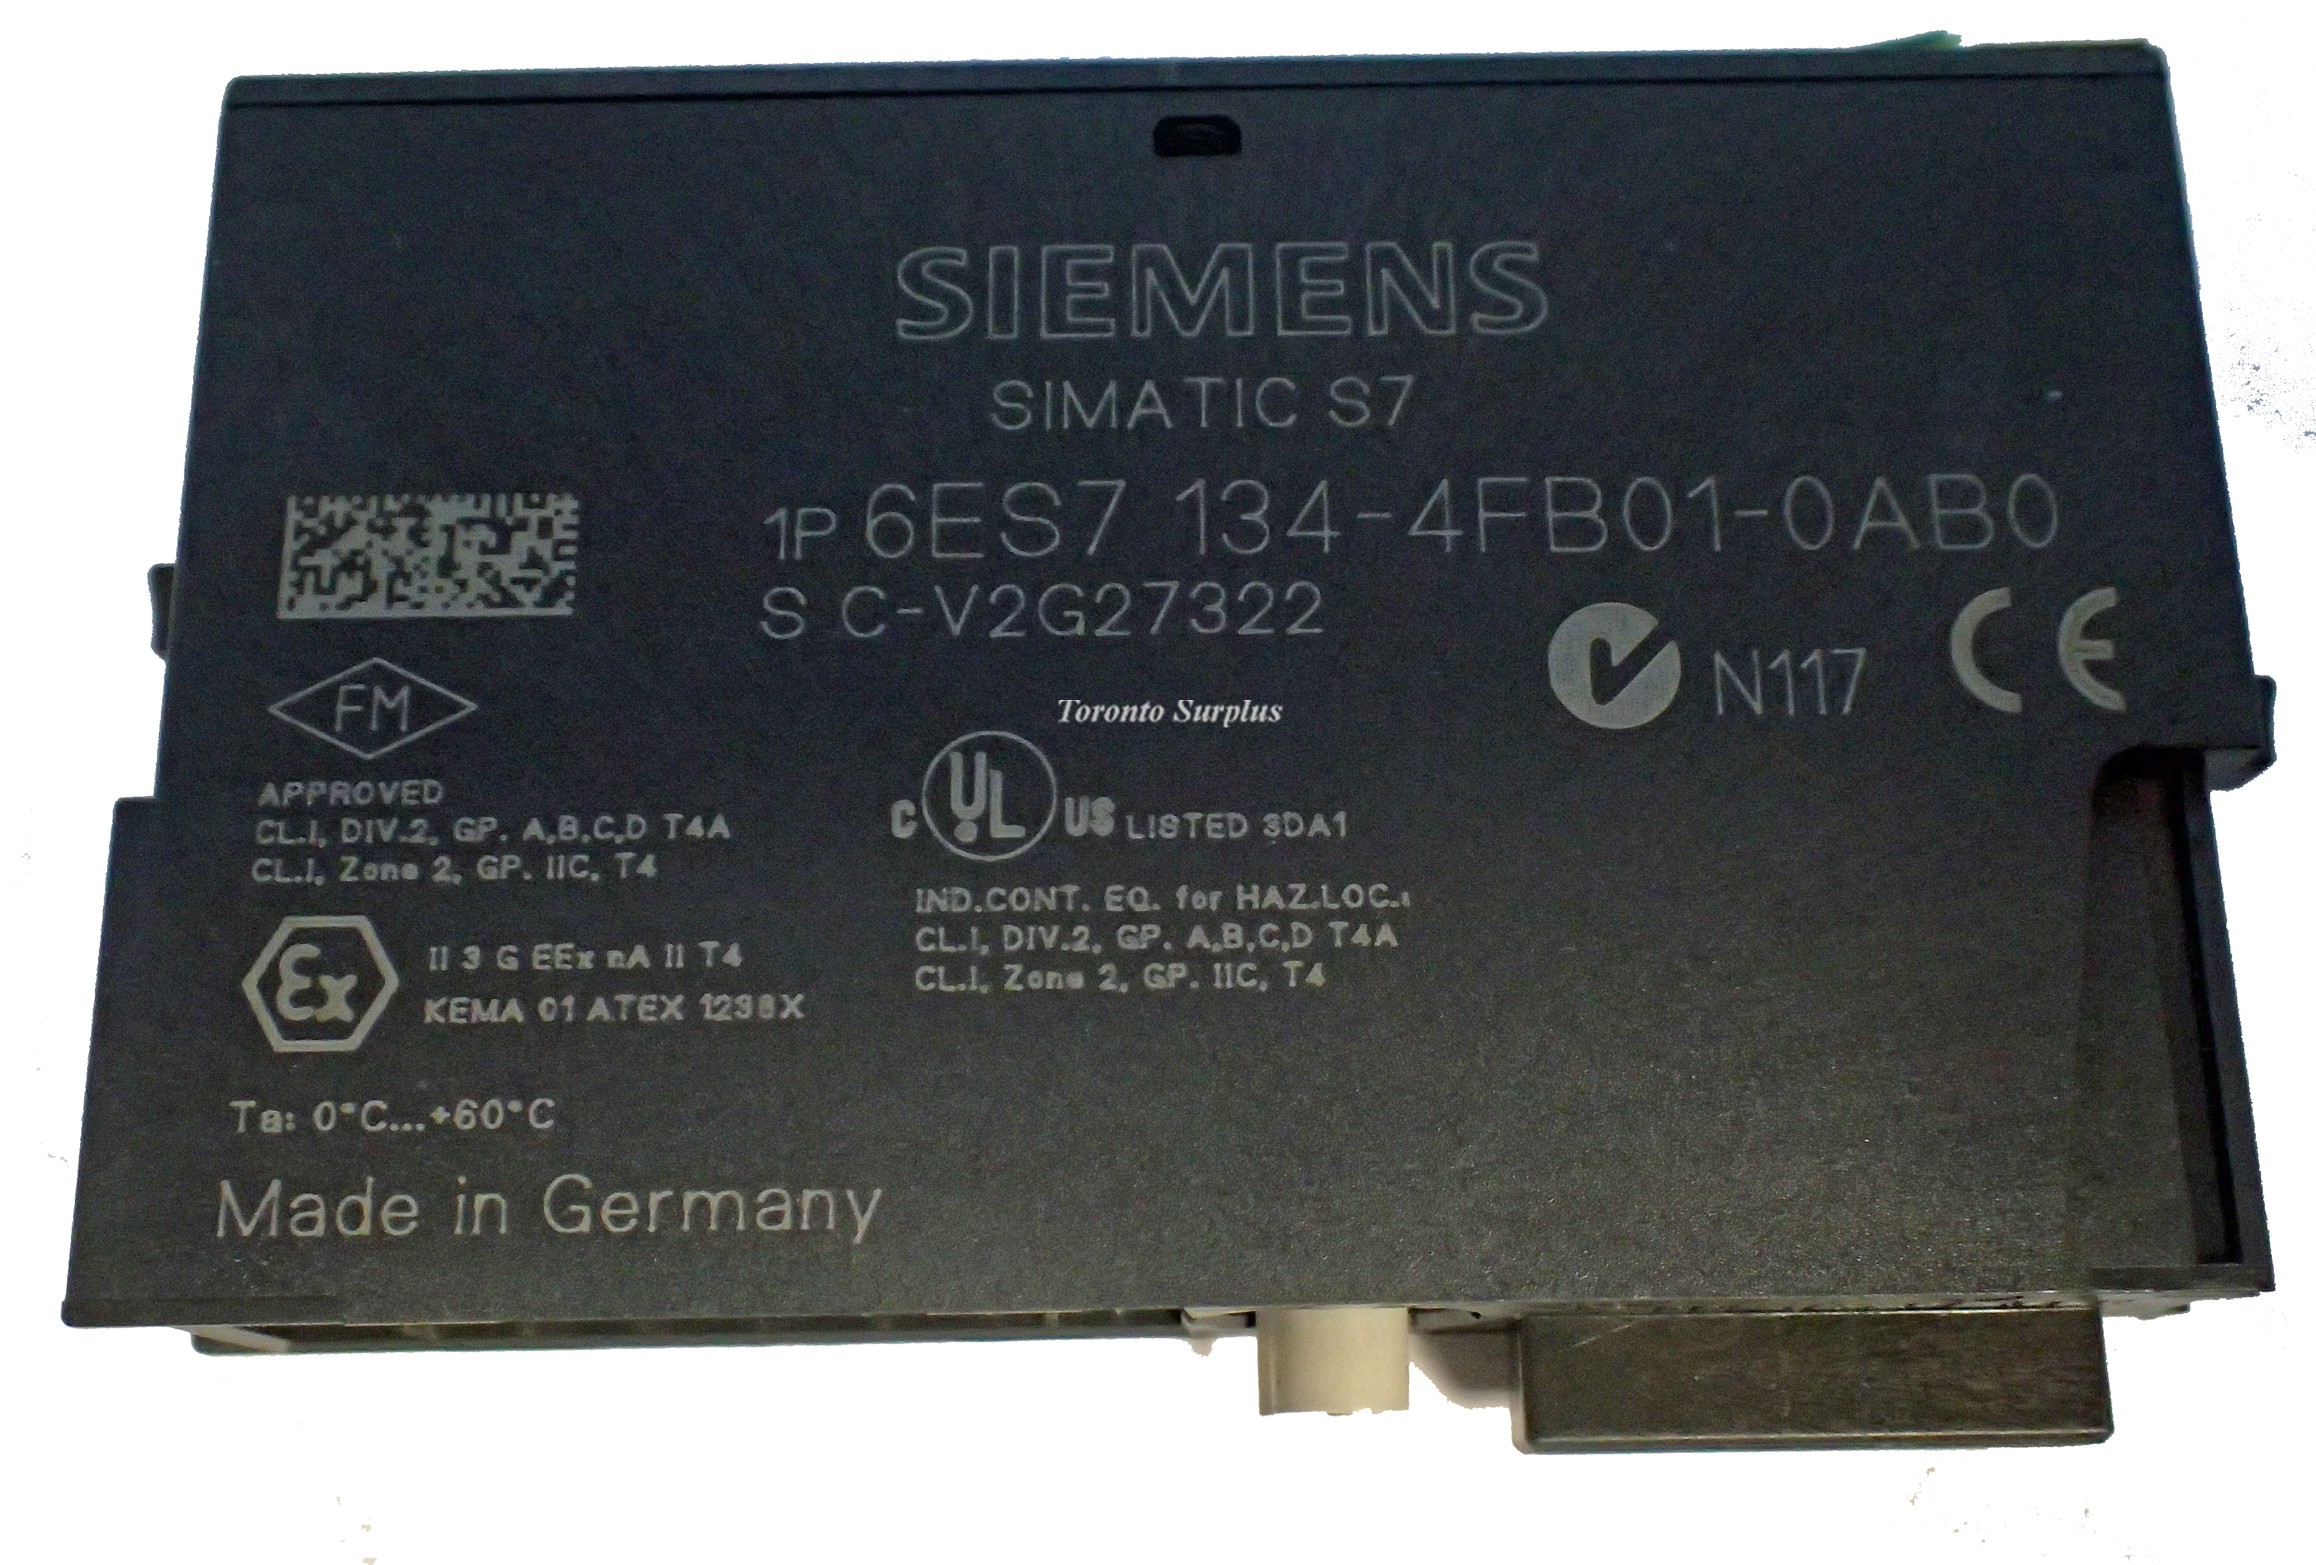 SIEMENS
SIMATIC S7
1P 6ES7 134-4FB01-0AB0
S C-V2G27322
N117 CE
Toronto Surplus
FM
APPROVED
CL.I, DIV.2, GP. A,B,C,D T4A
CL.I, Zone 2, GP. IIC, T4
C UL US LISTED 3DA1
IND.CONT. EQ. for HAZ.LOC.:
CL.I, DIV.2, GP. A,B,C,D T4A
CL.I, Zone 2, GP. IIC, T4
Ex II 3 G EEx nA II T4
KEMA 01 ATEX 1238X
Ta: 0°C...+60°C
Made in Germany